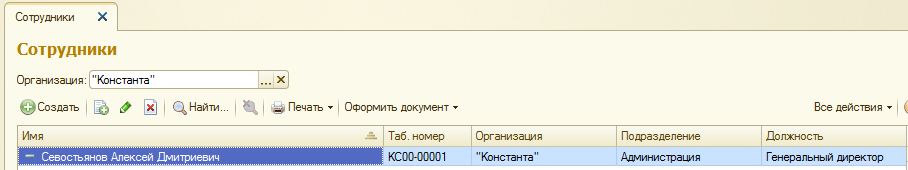 Сотрудники
Сотрудники
Организация: "Константа" ...
Создать Найти... Печать Оформить документ Все действия
Имя Таб. номер Организация Подразделение Должность
Севостьянов Алексей Дмитриевич КС00-00001 "Константа" Администрация Генеральный директор